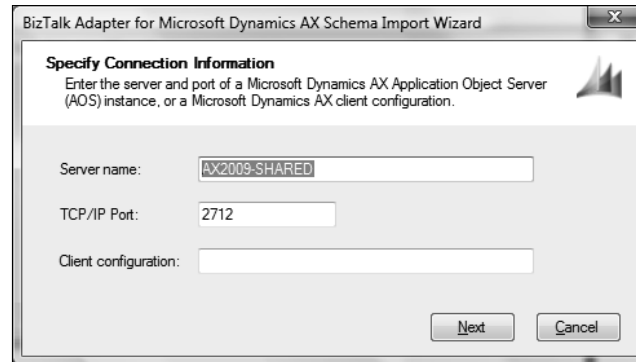 BizTalk Adapter for Microsoft Dynamics AX Schema Import Wizard
Specify Connection Information
Enter the server and port of a Microsoft Dynamics AX Application Object Server
(AOS) instance, or a Microsoft Dynamics AX client configuration.
Server name: AX2009-SHARED
TCP/IP Port: 2712
Client configuration:
Next Cancel